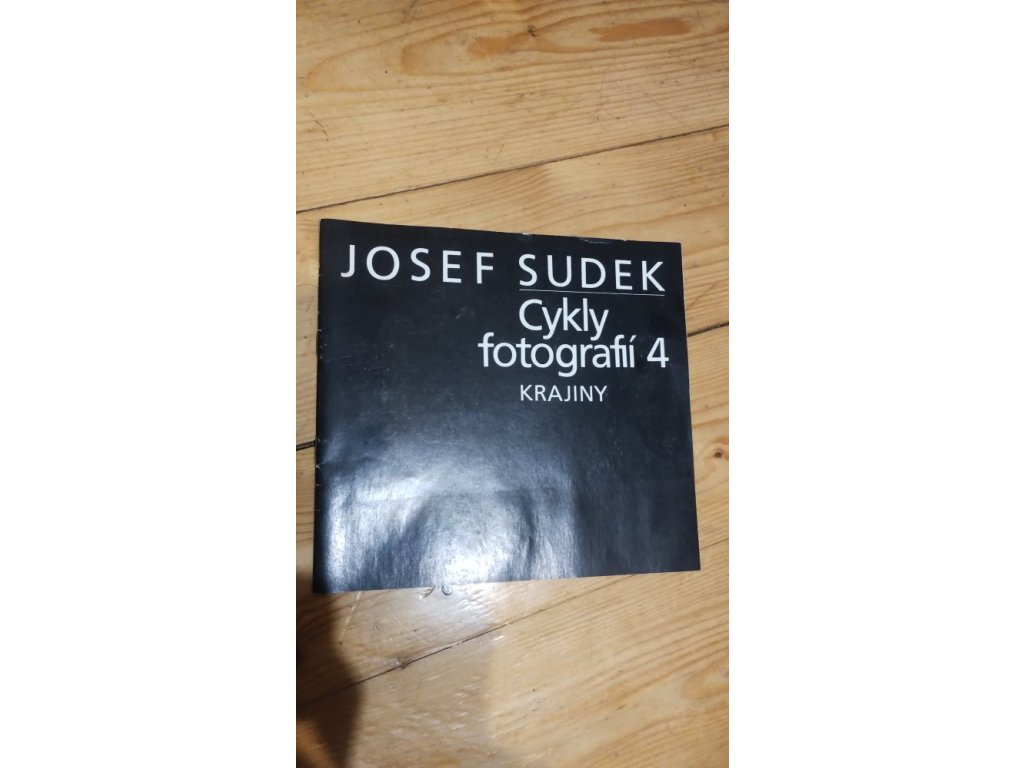 JOSEF SUDEK
Cykly
fotografií 4
KRAJINY